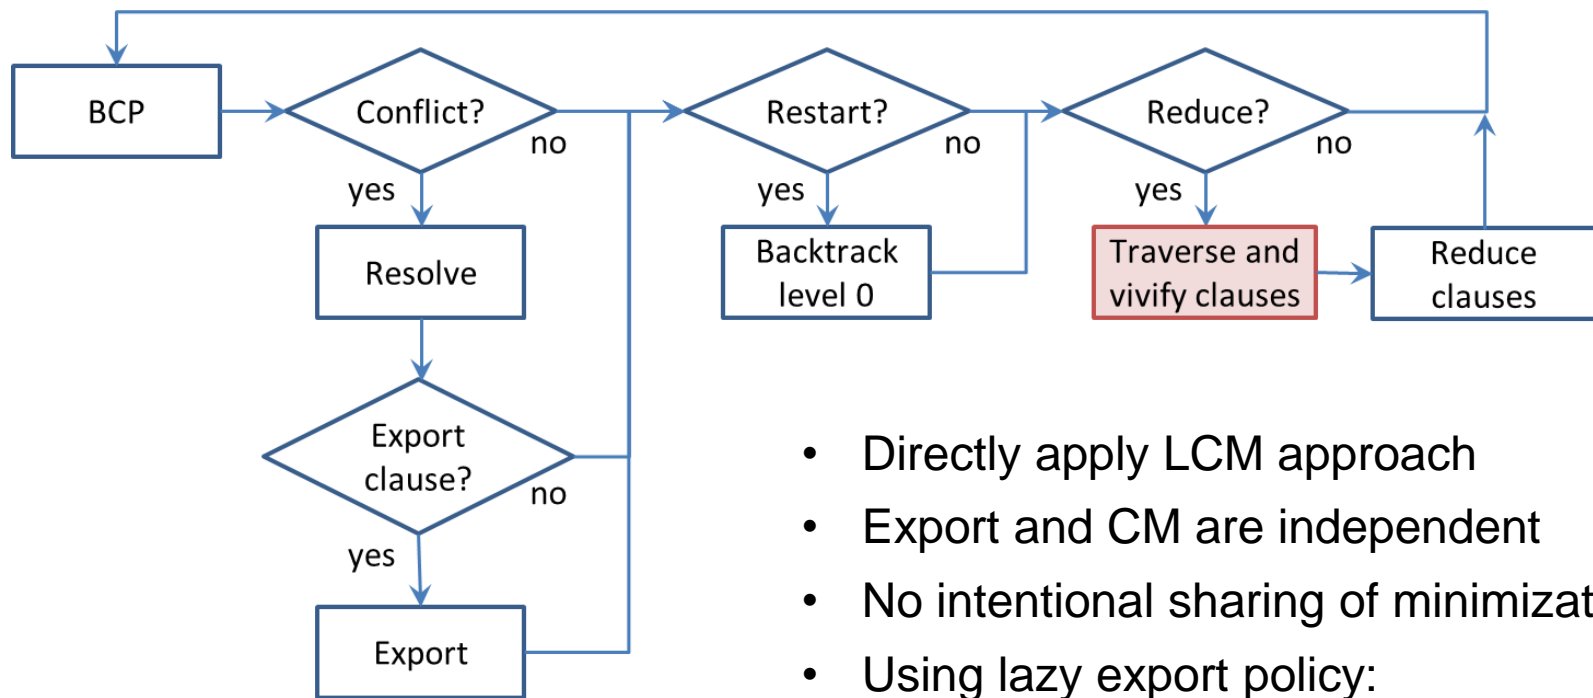 BCP
Conflict?
Restart?
Reduce?
no
no
no
yes
yes
yes
Resolve
Backtrack
level 0
Traverse and
vivify clauses
Reduce
clauses
Export
clause?
no
yes
Export
• Directly apply LCM approach
• Export and CM are independent
• No intentional sharing of
• Using lazy export policy: